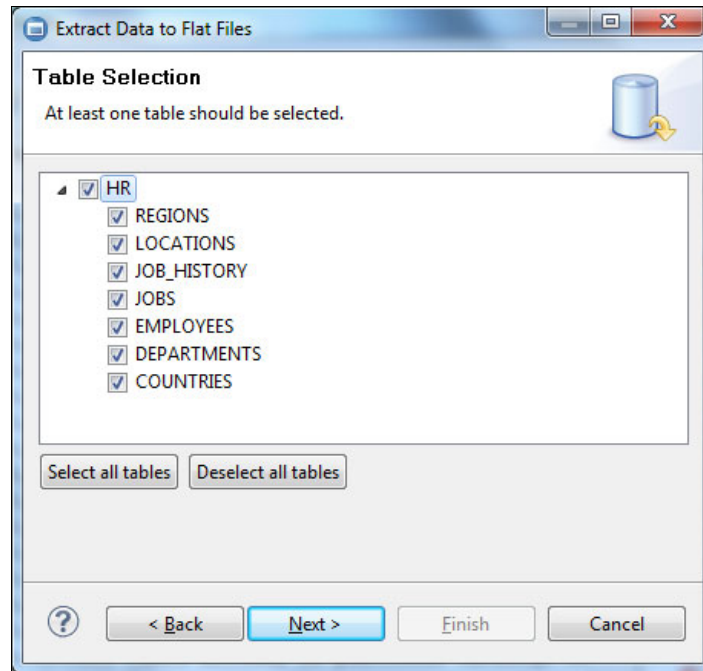 Extract Data to Flat Files
Table Selection
At least one table should be selected.
HR
REGIONS
LOCATIONS
JOB_HISTORY
JOBS
EMPLOYEES
DEPARTMENTS
COUNTRIES
Select all tables Deselect all tables
? < Back Next > Finish Cancel